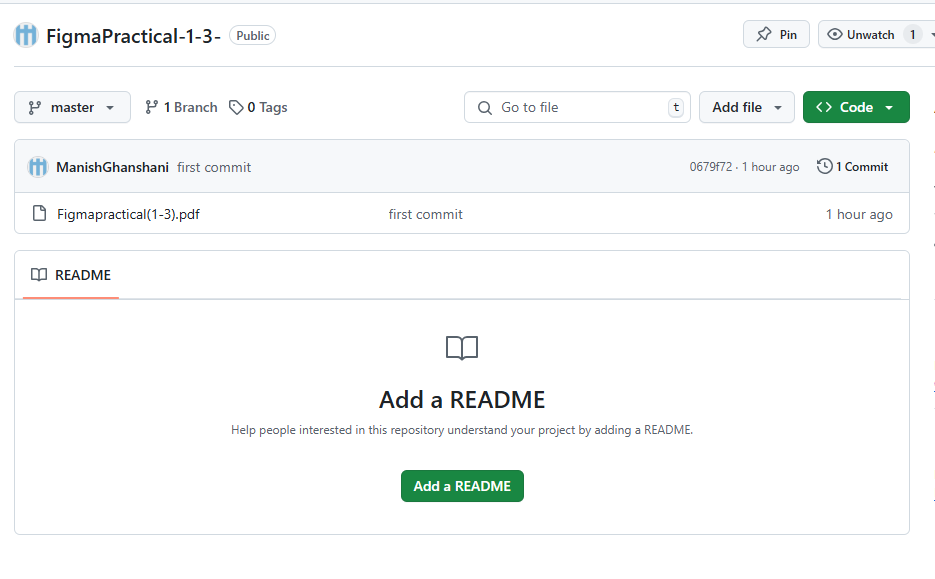 FigmaPractical-1-3- Public Pin Unwatch 1
master 1 Branch 0 Tags Go to file t Add file Code
ManishGhanshani first commit 0679f72 · 1 hour ago 1 Commit
Figmapractical(1-3).pdf first commit 1 hour ago
README
Add a README
Help people interested in this repository understand your project by adding a README.
Add a README